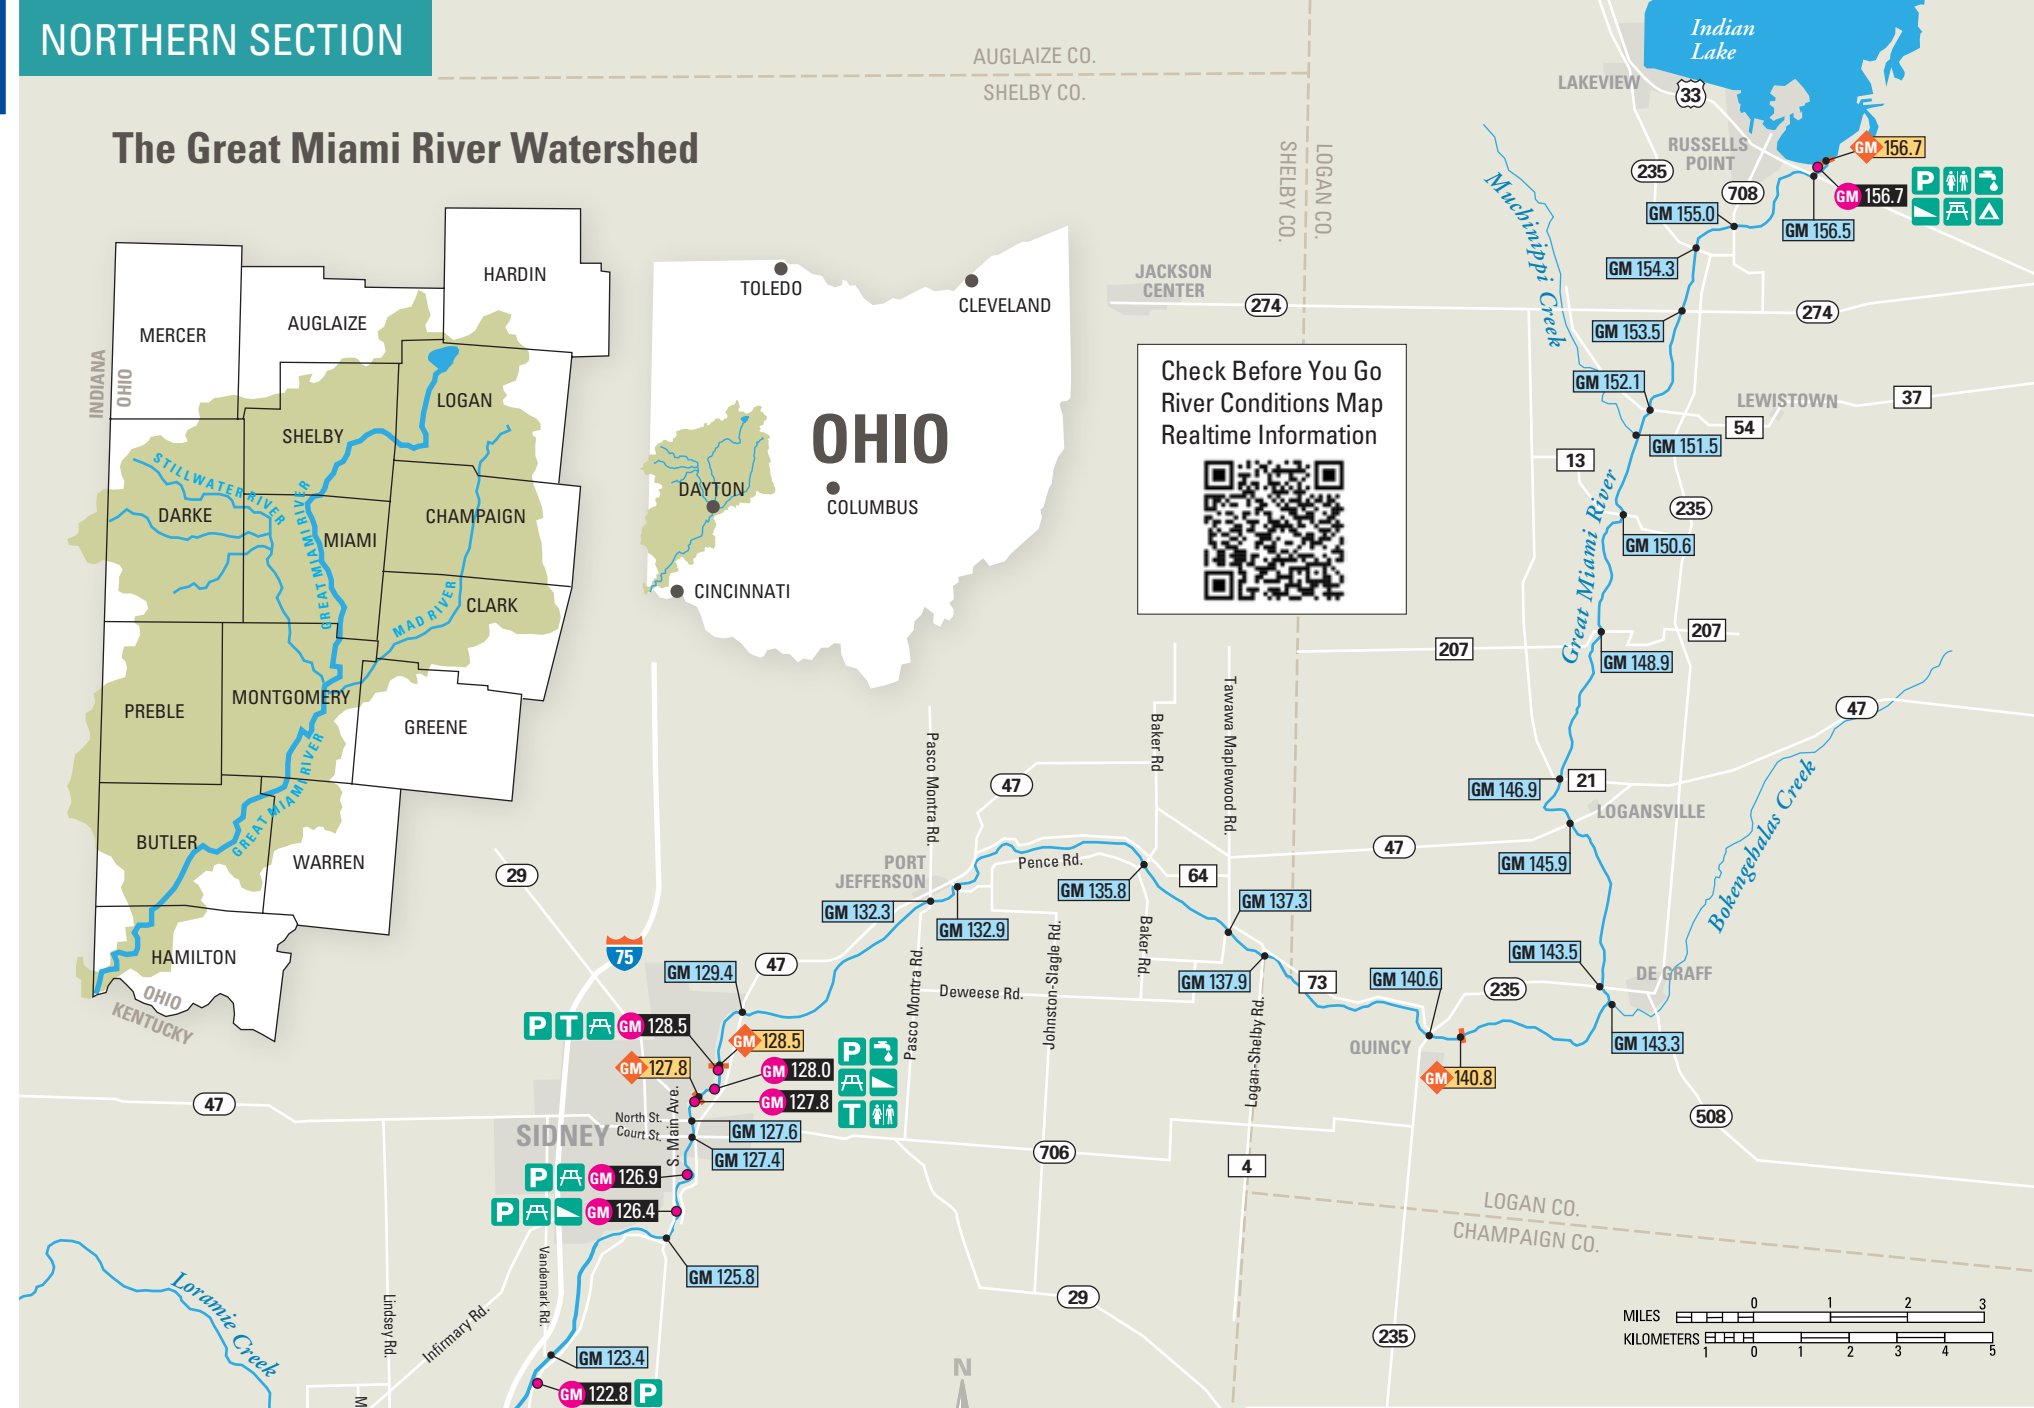 NORTHERN SECTION
The Great Miami River Watershed
AUGLAIZE CO.
SHELBY CO.
SHELBY CO.
LOGAN CO.
Indian
Lake
LAKEVIEW
33
RUSSELLS
POINT
235
708
GM 156.7
GM 156.7
P
GM 156.5
GM 155.0
GM 154.3
Muchinippi Creek
JACKSON
CENTER
274
274
GM 153.5
GM 152.1
LEWISTOWN
37
54
GM 151.5
13
235
GM 150.6
Great Miami River
207
207
GM 148.9
47
Bokengehalas Creek
GM 146.9
21
LOGANSVILLE
GM 145.9
47
GM 143.5
DE GRAFF
GM 143.3
235
GM 140.6
QUINCY
GM 140.8
508
73
GM 137.9
GM 137.3
64
Logan-Shelby Rd.
Tawawa Maplewood Rd.
Baker Rd
Baker Rd.
GM 135.8
Pence Rd.
47
Pasco Montra Rd.
PORT
JEFFERSON
GM 132.3
GM 132.9
Johnston-Slagle Rd.
Deweese Rd.
Pasco Montra Rd.
29
75
GM 129.4
47
P T GM 128.5
GM 128.5
GM 127.8
GM 128.0
P
GM 127.8
T
North St.
Court St.
S. Main Ave.
SIDNEY
47
GM 127.6
GM 127.4
P GM 126.9
P GM 126.4
GM 125.8
706
4
LOGAN CO.
CHAMPAIGN CO.
29
235
Vandemark Rd.
Infirmary Rd.
Lindsey Rd.
M
Loramie Creek
GM 123.4
GM 122.8 P
N
MILES
0 1 2 3
KILOMETERS
1 0 1 2 3 4 5
Check Before You Go
River Conditions Map
Realtime Information
HARDIN
MERCER
AUGLAIZE
INDIANA
OHIO
LOGAN
SHELBY
STILLWATER RIVER
DARKE
GREAT MIAMI RIVER
MIAMI
CHAMPAIGN
CLARK
MAD RIVER
PREBLE
MONTGOMERY
GREENE
GREAT MIAMI RIVER
BUTLER
WARREN
HAMILTON
OHIO
KENTUCKY
TOLEDO
CLEVELAND
OHIO
DAYTON
COLUMBUS
CINCINNATI